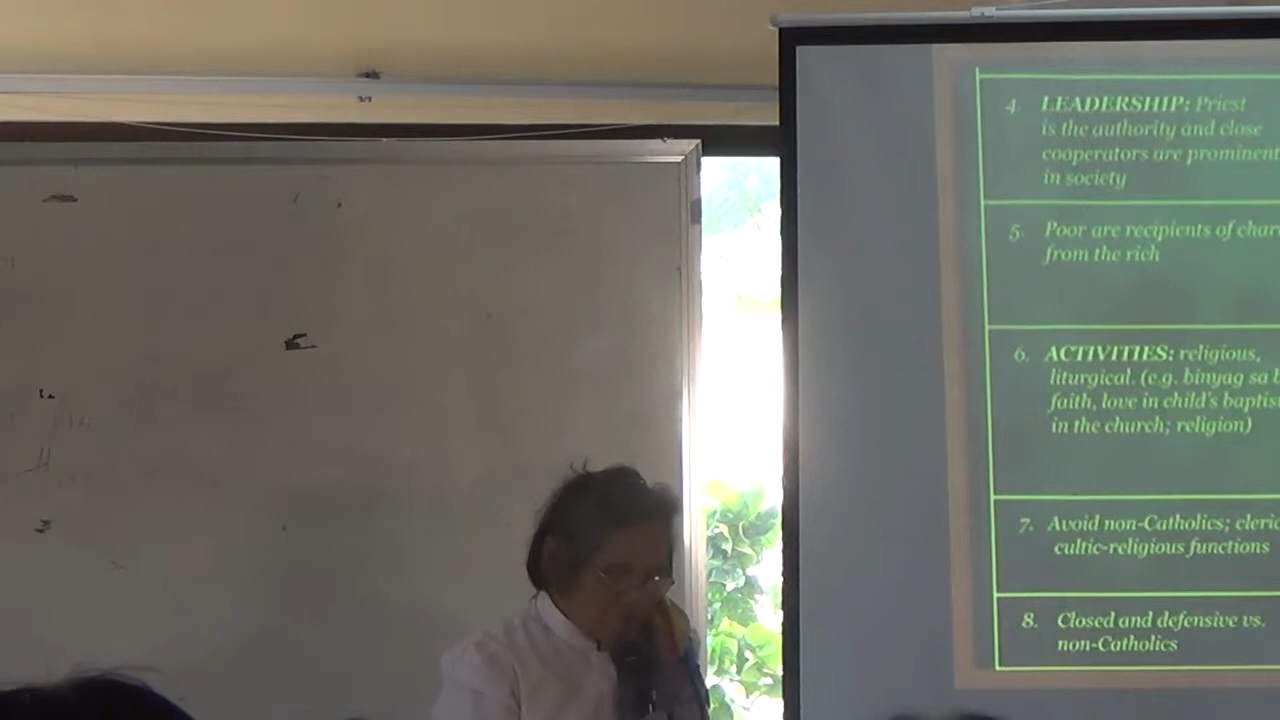 4. LEADERSHIP: Priest
is the authority and close
cooperators are prominent
in society
5. Poor are recipients of
from the rich
6. ACTIVITIES: religious,
liturgical. (e.g. binyag sa
faith, love in child's
in the church; religion)
7. Avoid non-Catholics;
cultic-religious functions
8. Closed and defensive vs.
non-Catholics